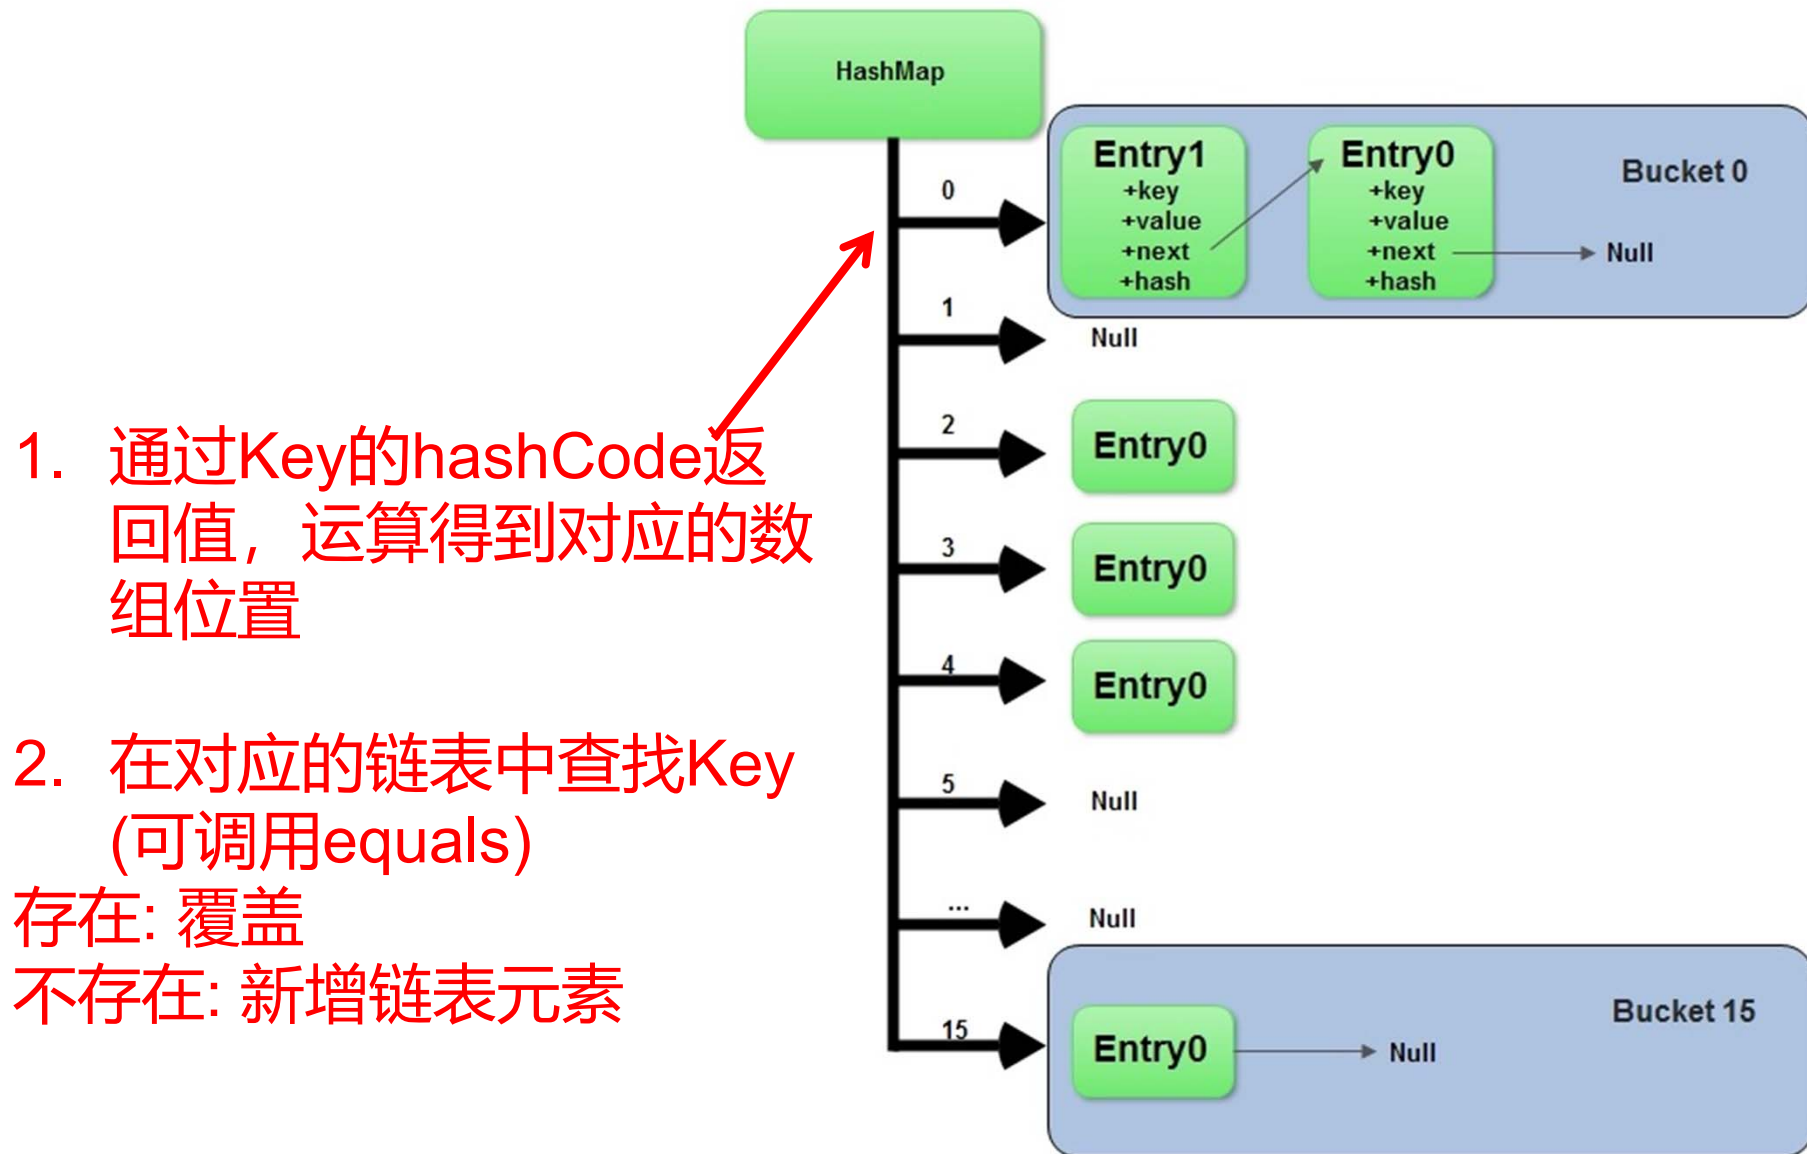 HashMap
0
Entry1
+key
+value
+next
+hash
Entry0
+key
+value
+next
+hash
Null
Bucket 0
1
Null
2
Entry0
3
Entry0
4
Entry0
5
Null
...
Null
15
Entry0
Null
Bucket 15
1. 通过Key的hashCode返
回值，运算得到对应的数
组位置
2. 在对应的链表中查找Key
(可调用equals)
存在: 覆盖
不存在: 新增链表元素